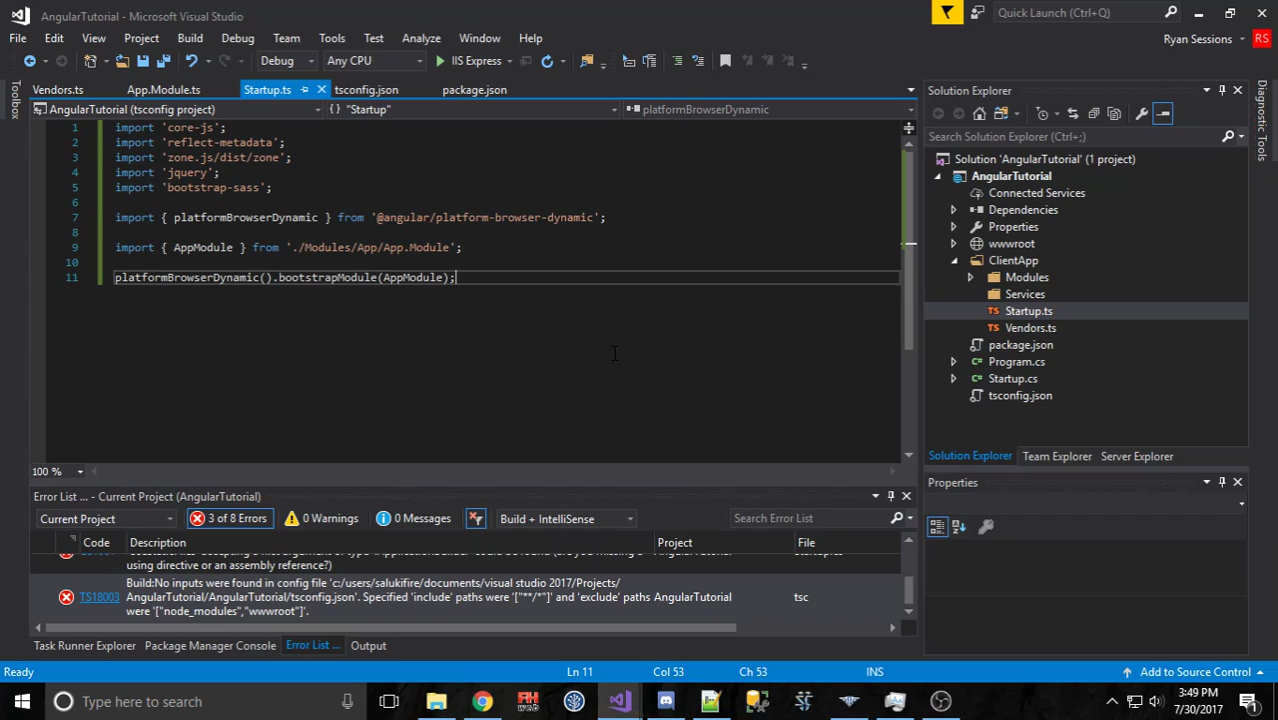 AngularTutorial - Microsoft Visual Studio
Quick Launch (Ctrl+Q)
File Edit View Project Build Debug Team Tools Test Analyze Window Help
Ryan Sessions RS
Debug Any CPU IIS Express
Toolbox
Vendors.ts App.Module.ts Startup.ts tsconfig.json package.json
AngularTutorial (tsconfig project) {} "Startup" platformBrowserDynamic
1 import 'core-js';
2 import 'reflect-metadata';
3 import 'zone.js/dist/zone';
4 import 'jquery';
5 import 'bootstrap-sass';
6
7 import { platformBrowserDynamic } from '@angular/platform-browser-dynamic';
8
9 import { AppModule } from './Modules/App/App.Module';
10
11 platformBrowserDynamic().bootstrapModule(AppModule);
100 %
Solution Explorer
Search Solution Explorer (Ctrl+;)
Solution 'AngularTutorial' (1 project)
AngularTutorial
Connected Services
Dependencies
Properties
wwwroot
ClientApp
Modules
Services
TS Startup.ts
TS Vendors.ts
package.json
Program.cs
Startup.cs
tsconfig.json
Solution Explorer Team Explorer Server Explorer
Diagnostic Tools
Properties
Error List ... - Current Project (AngularTutorial)
Current Project 3 of 8 Errors 0 Warnings 0 Messages Build + IntelliSense Search Error List
Code Description Project File
using directive or an assembly reference?)
TS18003 Build:No inputs were found in config file 'c:/users/salukifire/documents/visual studio 2017/Projects/
AngularTutorial/AngularTutorial/tsconfig.json'. Specified 'include' paths were '["**/*"]' and 'exclude' paths AngularTutorial tsc
were '["node_modules","wwwroot"]'.
Task Runner Explorer Package Manager Console Error List ... Output
Ready Ln 11 Col 53 Ch 53 INS Add to Source Control
Type here to search
3:49 PM
7/30/2017